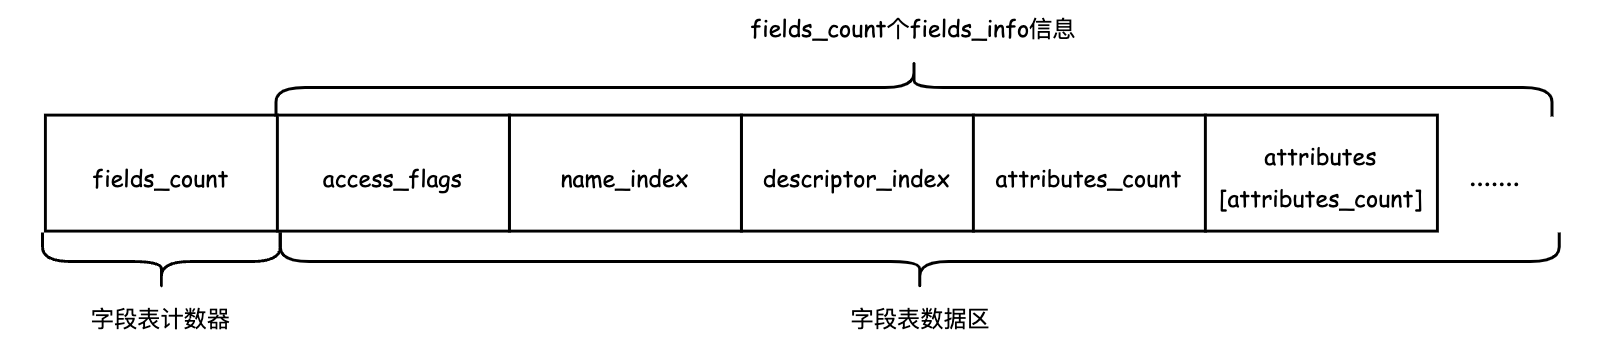 fields_count个fields_info信息
fields_count
access_flags
name_index
descriptor_index
attributes_count
attributes
[attributes_count]
.......
字段表计数器
字段表数据区